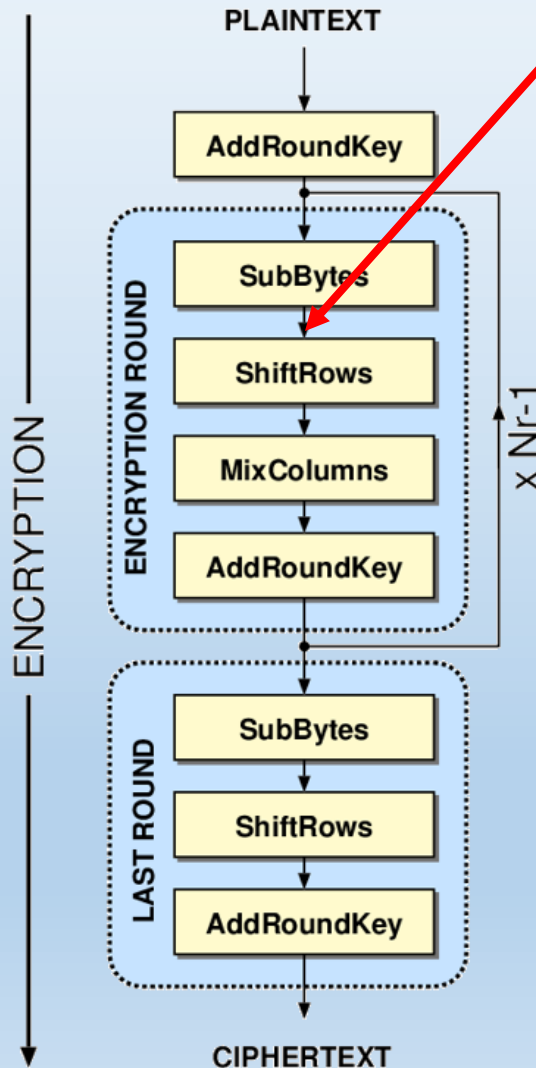 PLAINTEXT
AddRoundKey
ENCRYPTION
ENCRYPTION ROUND
SubBytes
ShiftRows
MixColumns
AddRoundKey
x Nr-1
LAST ROUND
SubBytes
ShiftRows
AddRoundKey
CIPHERTEXT